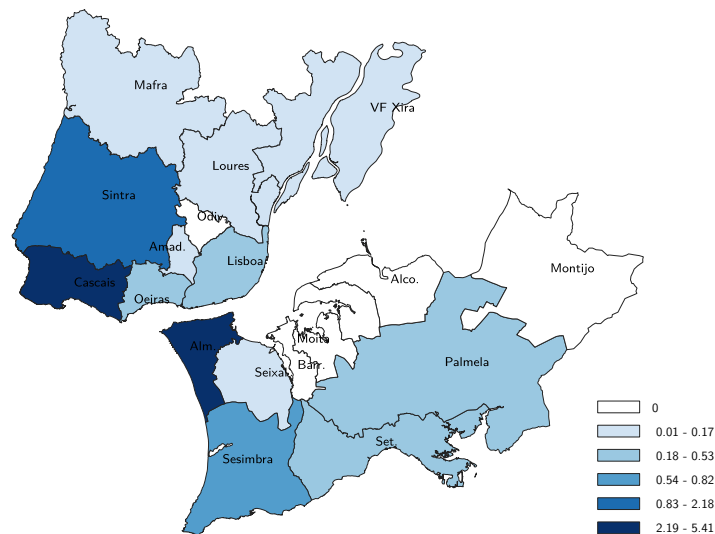 Mafra
VF Xira
Loures
Sintra
Odiv.
Amad.
Lisboa
Montijo
Alco.
Cascais
Oeiras
Moita
Alm.
Barr.
Palmela
Seixal
Set.
Sesimbra
0
0.01 - 0.17
0.18 - 0.53
0.54 - 0.82
0.83 - 2.18
2.19 - 5.41